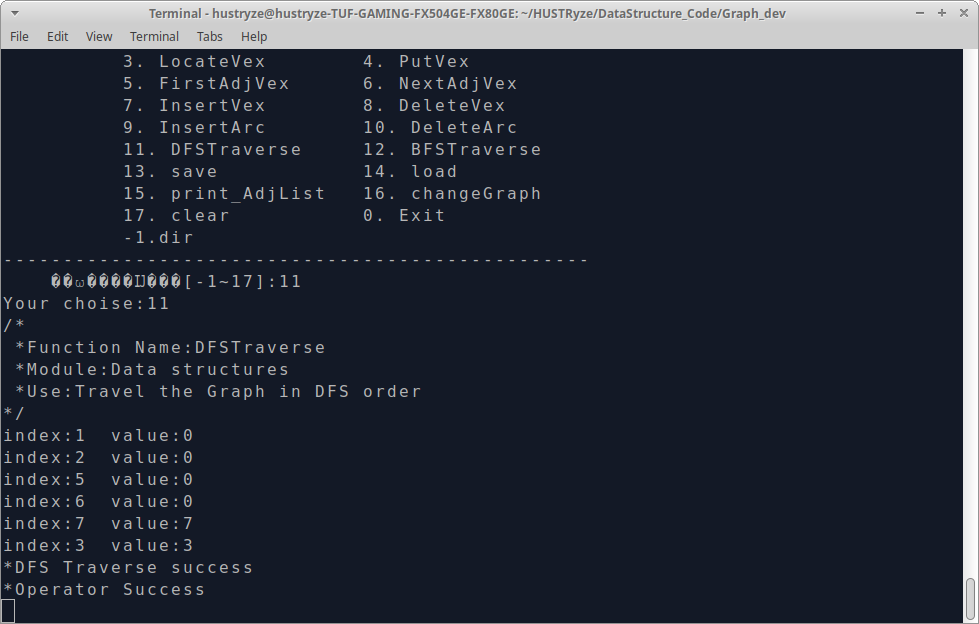 Terminal - hustryze@hustryze-TUF-GAMING-FX504GE-FX80GE: ~/HUSTRyze/DataStructure_Code/Graph_dev
File Edit View Terminal Tabs Help
3. LocateVex 4. PutVex
5. FirstAdjVex 6. NextAdjVex
7. InsertVex 8. DeleteVex
9. InsertArc 10. DeleteArc
11. DFSTraverse 12. BFSTraverse
13. save 14. load
15. print_AdjList 16. changeGraph
17. clear 0. Exit
-1.dir
-------------------------------------------------
[-1~17]:11
Your choise:11
/*
*Function Name:DFSTraverse
*Module:Data structures
*Use:Travel the Graph in DFS order
*/
index:1 value:0
index:2 value:0
index:5 value:0
index:6 value:0
index:7 value:7
index:3 value:3
*DFS Traverse success
*Operator Success